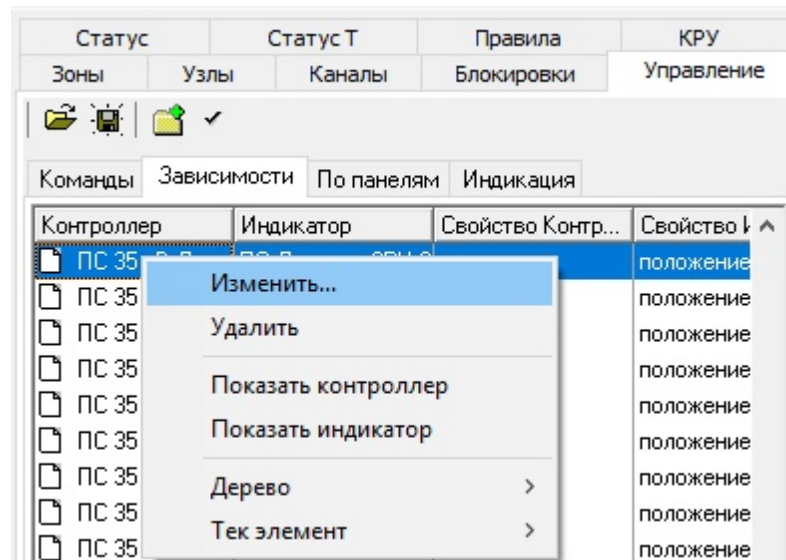 Статус Статус Т Правила КРУ
Зоны Узлы Каналы Блокировки Управление
Команды Зависимости По панелям Индикация
Контроллер Индикатор Свойство Контр... Свойство
ПС 35 положение
Изменить...
ПС 35 положение
Удалить
ПС 35 положение
ПС 35 положение
Показать контроллер
ПС 35 положение
Показать индикатор
ПС 35 положение
ПС 35 положение
Дерево
ПС 35 положение
Тек элемент
ПС 35 положение